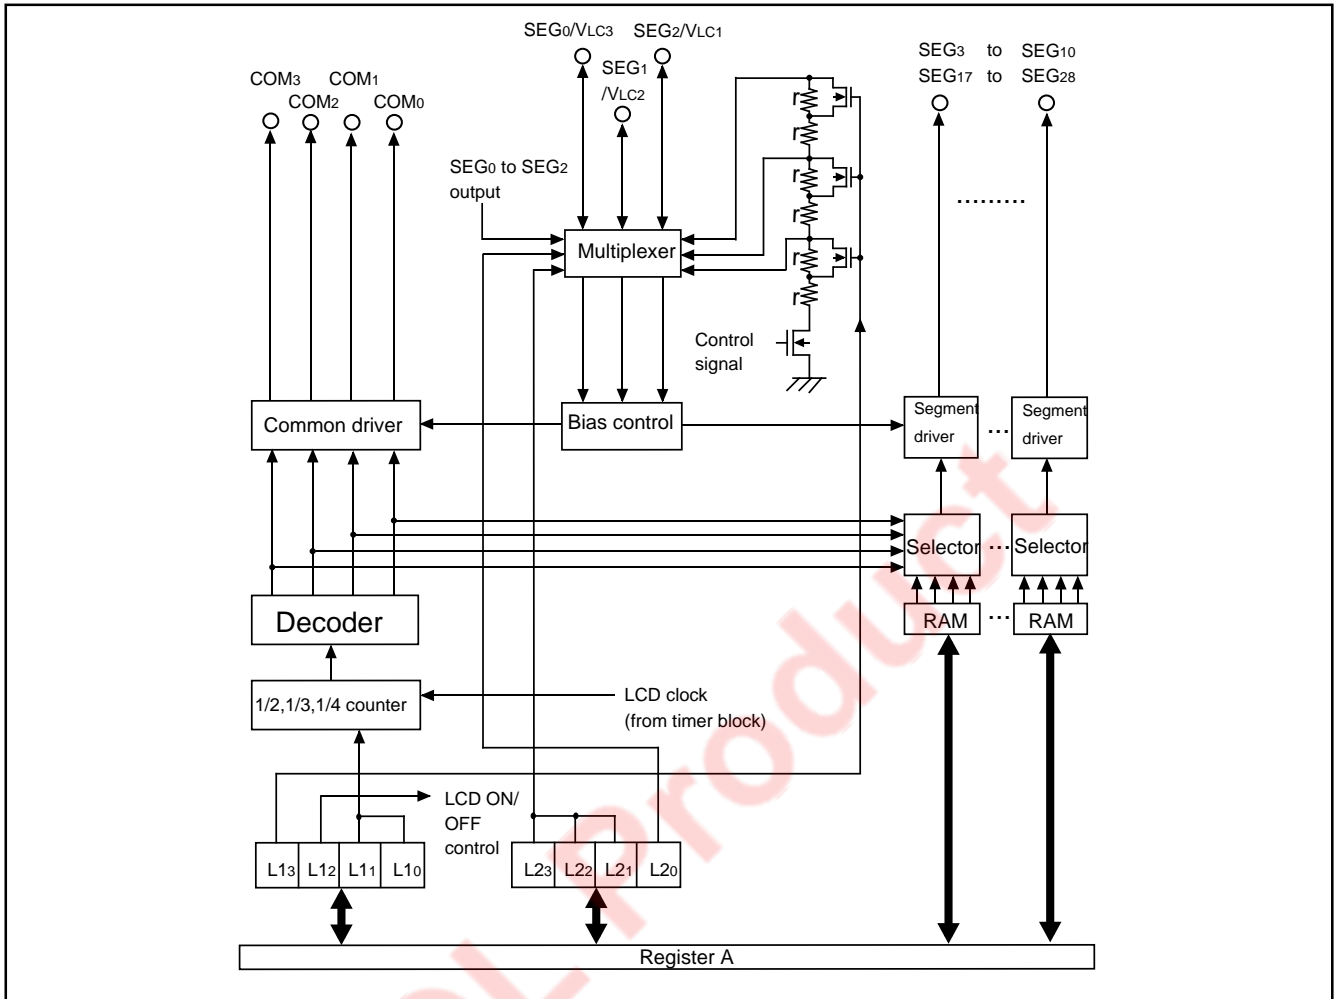 SEG0/VLC3 SEG2/VLC1
SEG1
/VLC2
SEG3 to SEG10
SEG17 to SEG28
COM3 COM1
COM2 COM0
SEG0 to SEG2
output
r
r
r
r
r
r
Multiplexer
Control
signal
Common driver
Bias control
Segment
driver
...
Segment
driver
Selector ... Selector
Decoder
RAM ... RAM
1/2,1/3,1/4 counter
LCD clock
(from timer block)
LCD ON/
OFF
control
L13 L12 L11 L10
L23 L22 L21 L20
Register A
L Product